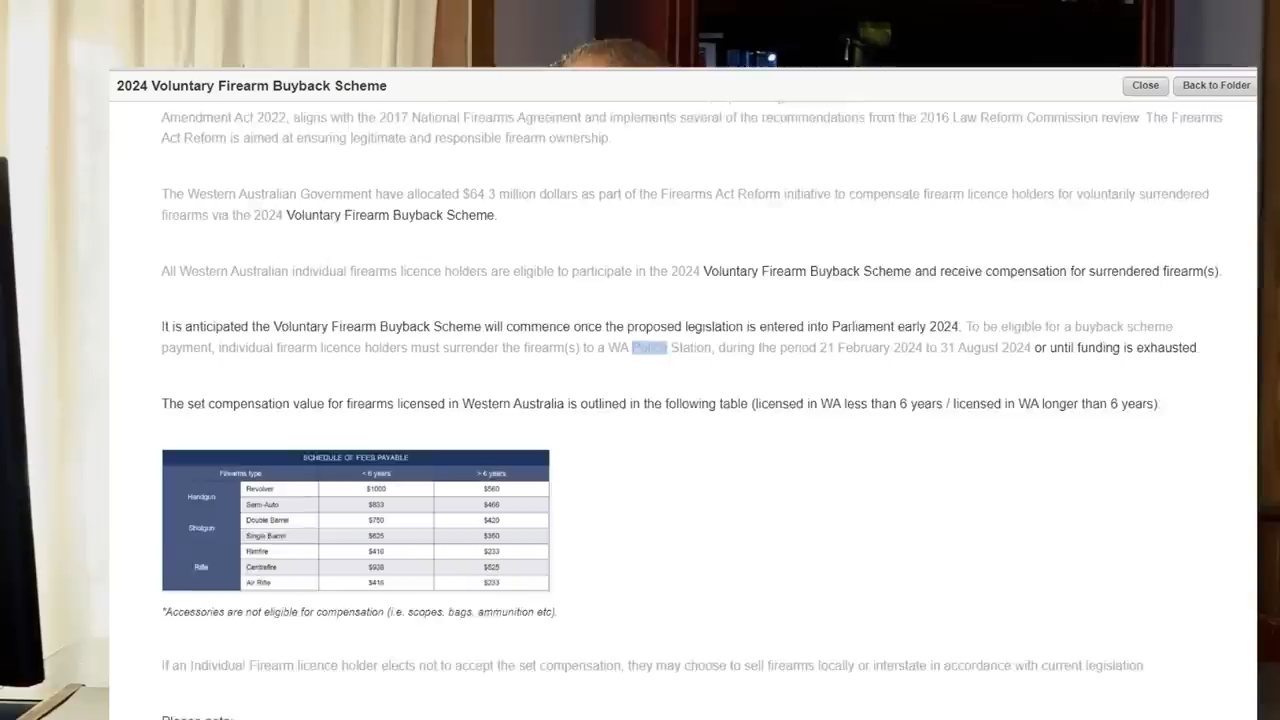 2024 Voluntary Firearm Buyback Scheme
Close
Back to Folder
Amendment Act 2022, aligns with the 2017 National Firearms Agreement and implements several of the recommendations from the 2016 Law Reform Commission review. The Firearms
Act Reform is aimed at ensuring legitimate and responsible firearm ownership.
The Western Australian Government have allocated $64.3 million dollars as part of the Firearms Act Reform initiative to compensate firearm licence holders for voluntarily surrendered
firearms via the 2024 Voluntary Firearm Buyback Scheme.
All Western Australian individual firearms licence holders are eligible to participate in the 2024 Voluntary Firearm Buyback Scheme and receive compensation for surrendered firearm(s).
It is anticipated the Voluntary Firearm Buyback Scheme will commence once the proposed legislation is entered into Parliament early 2024. To be eligible for a buyback scheme
payment, individual firearm licence holders must surrender the firearm(s) to a WA Police Station, during the period 21 February 2024 to 31 August 2024 or until funding is exhausted.
The set compensation value for firearms licensed in Western Australia is outlined in the following table (licensed in WA less than 6 years / licensed in WA longer than 6 years).
SCHEDULE OF FEES PAYABLE
Firearms type < 6 years > 6 years
Handgun
Revolver $1000 $560
Semi-Auto $833 $466
Shotgun
Double Barrel $750 $420
Single Barrel $625 $350
Rifle
Rimfire $416 $233
Centrefire $938 $525
Air Rifle $416 $233
*Accessories are not eligible for compensation (i.e. scopes, bags, ammunition etc).
If an Individual Firearm licence holder elects not to accept the set compensation, they may choose to sell firearms locally or interstate in accordance with current legislation
Please note: